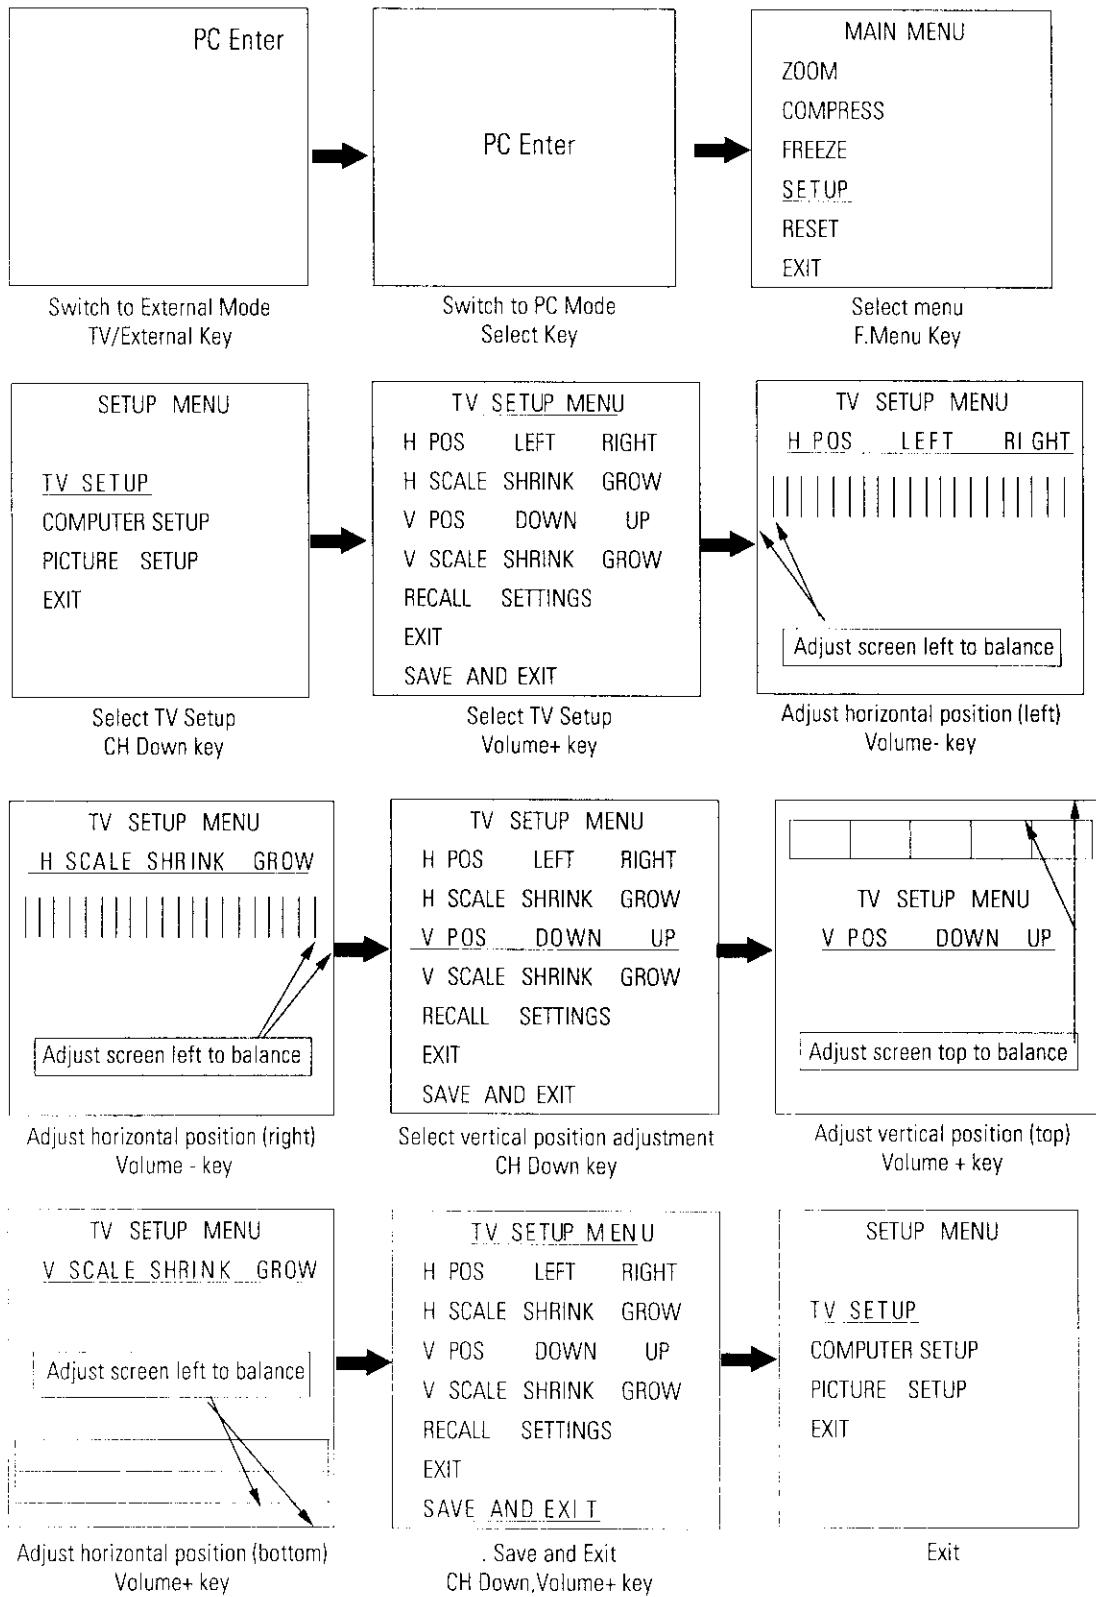 PC Enter
Switch to External Mode
TV/External Key
PC Enter
Switch to PC Mode
Select Key
MAIN MENU
ZOOM
COMPRESS
FREEZE
SETUP
RESET
EXIT
Select menu
F.Menu Key
SETUP MENU
TV SETUP
COMPUTER SETUP
PICTURE SETUP
EXIT
Select TV Setup
CH Down key
TV SETUP MENU
H POS LEFT RIGHT
H SCALE SHRINK GROW
V POS DOWN UP
V SCALE SHRINK GROW
RECALL SETTINGS
EXIT
SAVE AND EXIT
Select TV Setup
Volume+ key
TV SETUP MENU
H POS LEFT RIGHT
Adjust screen left to balance
Adjust horizontal position (left)
Volume- key
TV SETUP MENU
H SCALE SHRINK GROW
Adjust screen left to balance
Adjust horizontal position (right)
Volume - key
TV SETUP MENU
H POS LEFT RIGHT
H SCALE SHRINK GROW
V POS DOWN UP
V SCALE SHRINK GROW
RECALL SETTINGS
EXIT
SAVE AND EXIT
Select vertical position adjustment
CH Down key
TV SETUP MENU
V POS DOWN UP
Adjust screen top to balance
Adjust vertical position (top)
Volume + key
TV SETUP MENU
V SCALE SHRINK GROW
Adjust screen left to balance
Adjust horizontal position (bottom)
Volume+ key
TV SETUP MENU
H POS LEFT RIGHT
H SCALE SHRINK GROW
V POS DOWN UP
V SCALE SHRINK GROW
RECALL SETTINGS
EXIT
SAVE AND EXIT
. Save and Exit
CH Down,Volume+ key
SETUP MENU
TV SETUP
COMPUTER SETUP
PICTURE SETUP
EXIT
Exit